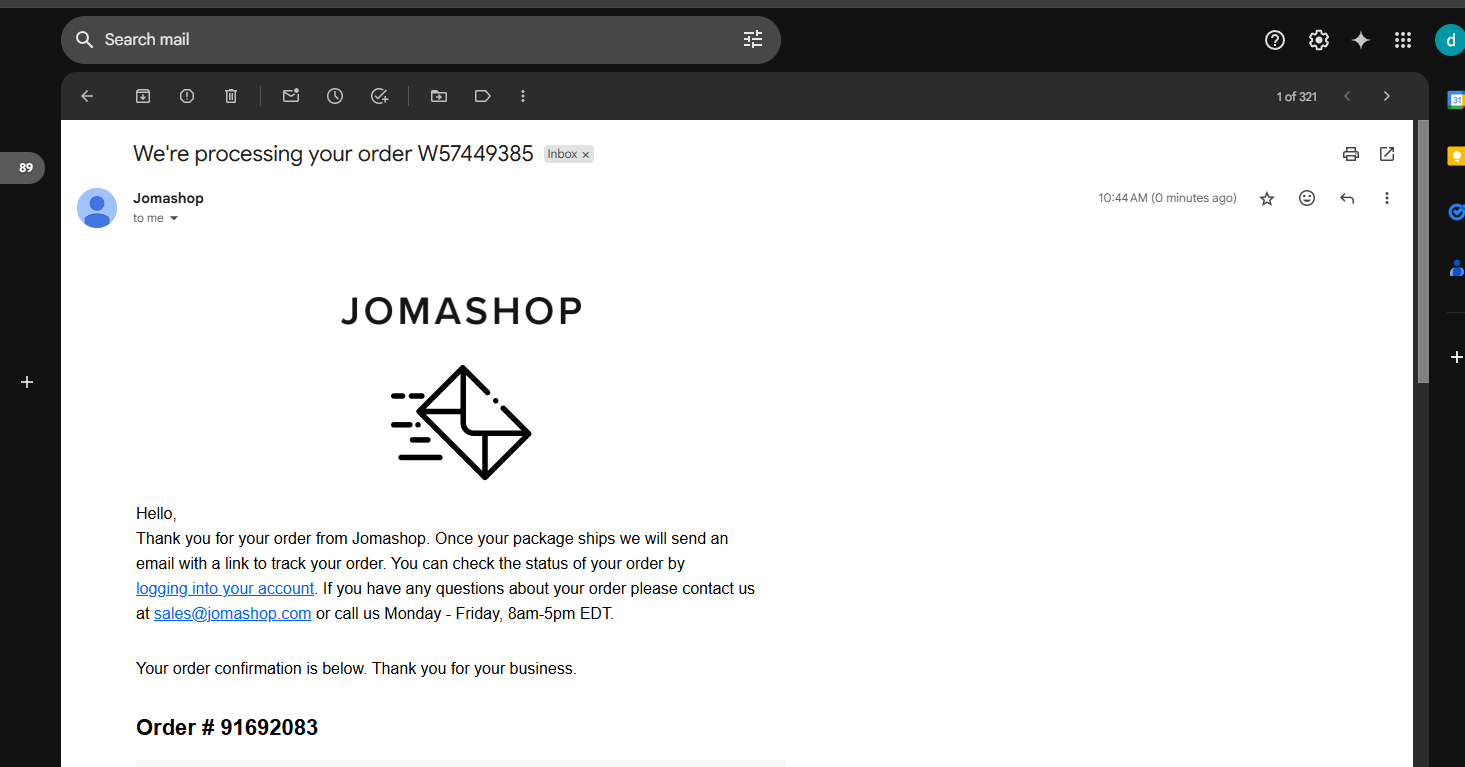 Search mail
d
1 of 321
31
89
We're processing your order W57449385 Inbox x
Jomashop
10:44 AM (0 minutes ago)
to me
JOMASHOP
Hello,
Thank you for your order from Jomashop. Once your package ships we will send an
email with a link to track your order. You can check the status of your order by
logging into your account. If you have any questions about your order please contact us
at sales@jomashop.com or call us Monday - Friday, 8am-5pm EDT.
Your order confirmation is below. Thank you for your business.
Order # 91692083